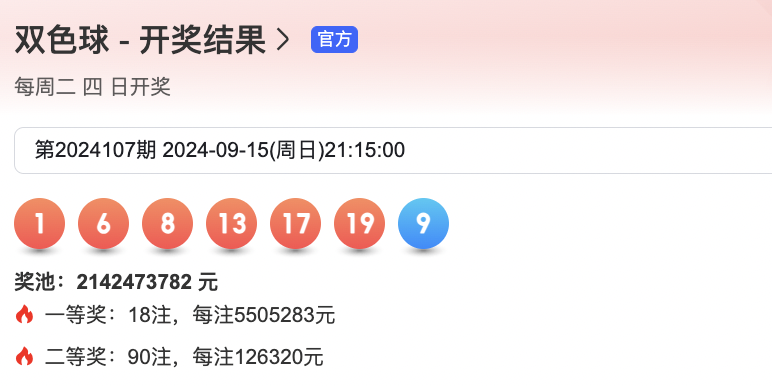 双色球 - 开奖结果 官方
每周二 四 日开奖
第2024107期 2024-09-15(周日)21:15:00
1 6 8 13 17 19 9
奖池：2142473782 元
一等奖：18注，每注5505283元
二等奖：90注，每注126320元